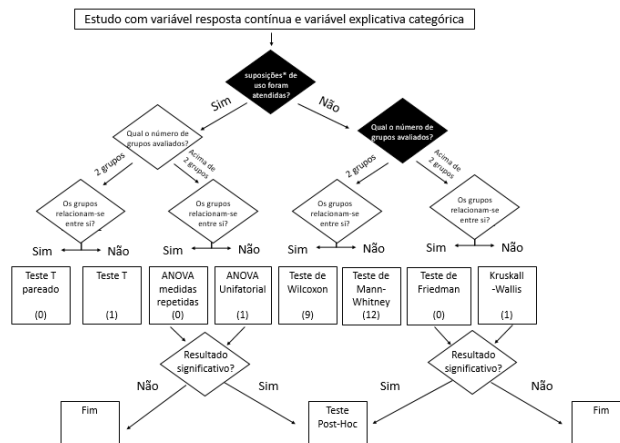 Estudo com variável resposta contínua e variável explicativa categórica
suposições* de
uso foram
atendidas?
Sim
Não
Qual o número de
grupos avaliados?
Qual o número de
grupos avaliados?
2 grupos
Acima de
2 grupos
2 grupos
Acima de
2 grupos
Os grupos
relacionam-se
entre si?
Os grupos
relacionam-se
entre si?
Os grupos
relacionam-se
entre si?
Os grupos
relacionam-se
entre si?
Sim
Não
Sim
Não
Sim
Não
Sim
Não
Teste T
pareado
(0)
Teste T
(1)
ANOVA
medidas
repetidas
(0)
ANOVA
Unifatorial
(1)
Teste de
Wilcoxon
(9)
Teste de
Mann-
Whitney
(12)
Teste de
Friedman
(0)
Kruskall
-Wallis
(1)
Resultado
significativo?
Resultado
significativo?
Não
Sim
Sim
Não
Fim
Teste
Post-Hoc
Fim